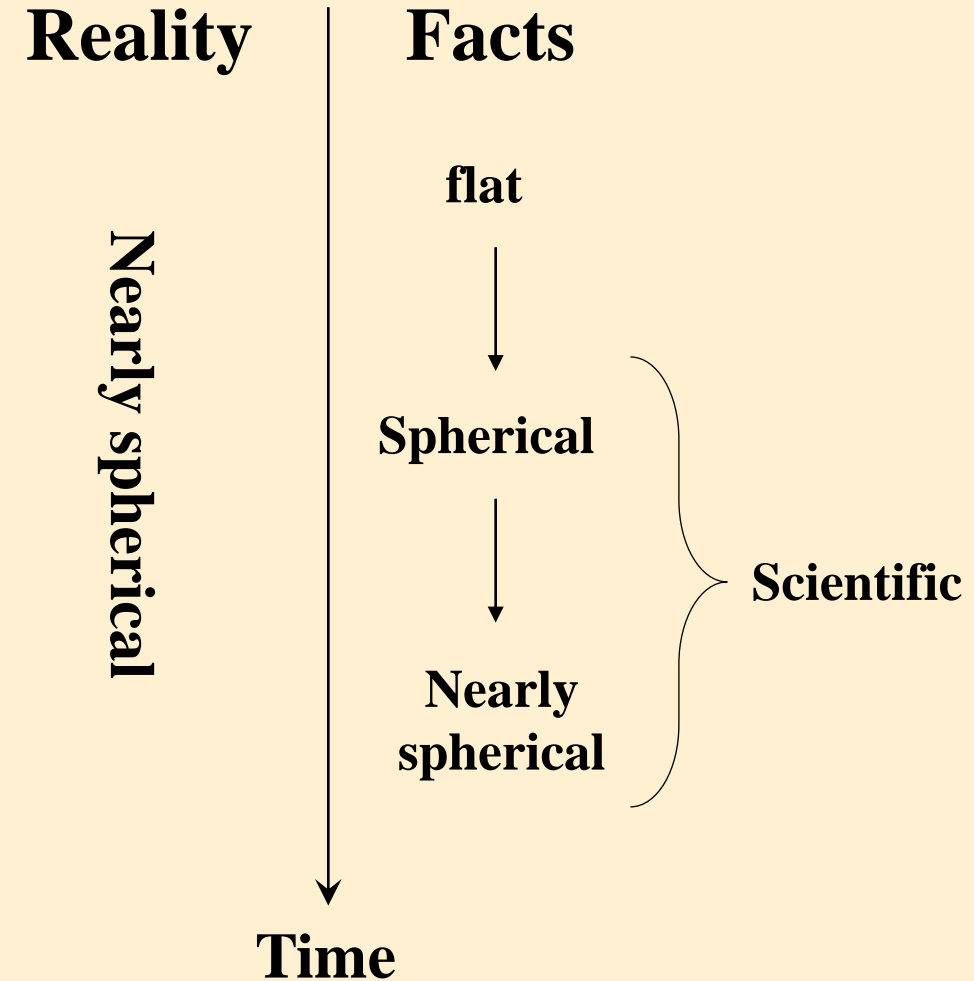 Reality
Facts
flat
Nearly spherical
Spherical
Scientific
Nearly
spherical
Time